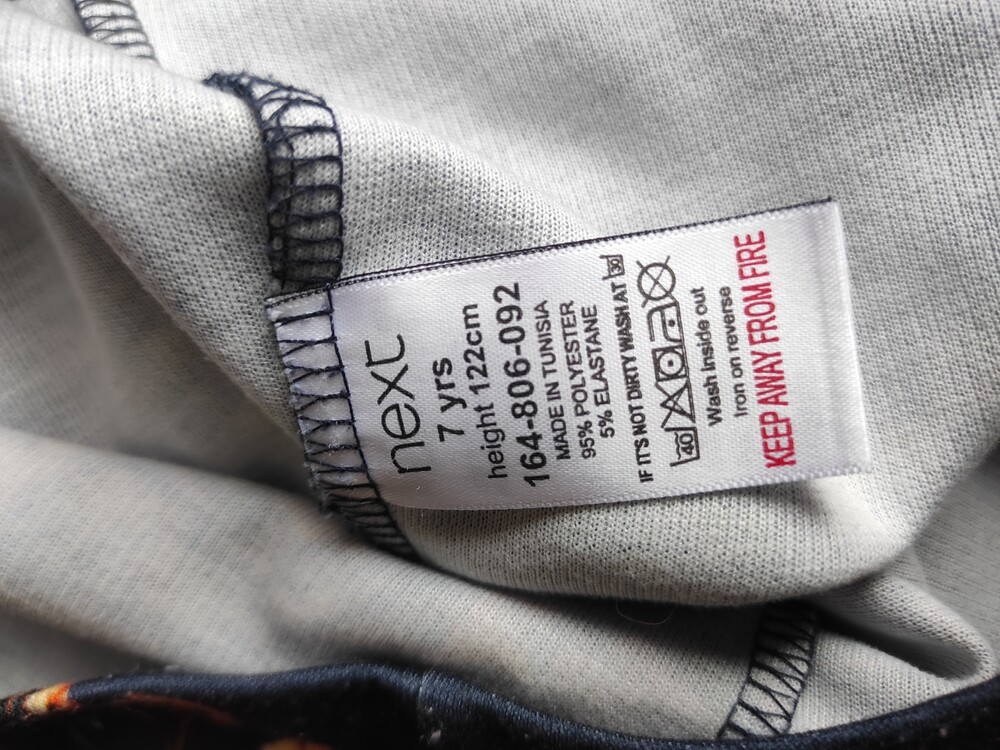 next
7 yrs
height 122cm
164-806-092
MADE IN TUNISIA
95% POLYESTER
5% ELASTANE
IF IT'S NOT DIRTY WASH AT 30
40
Wash inside out
Iron on reverse
KEEP AWAY FROM FIRE